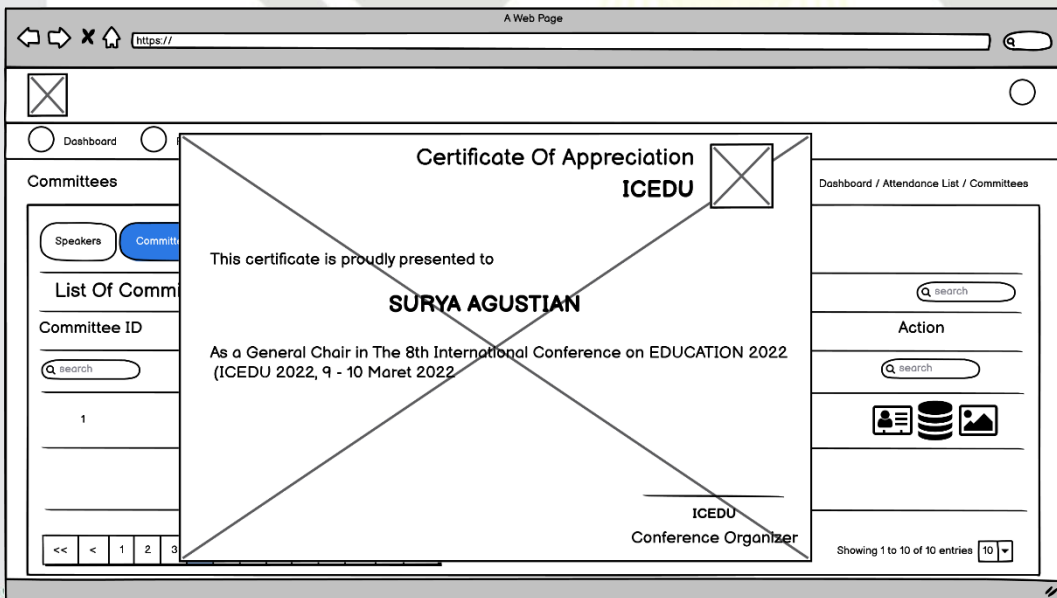 A Web Page
https://
Dashboard
Committees
Dashboard / Attendance List / Committees
Speakers
List Of
search
Committee ID
Action
search
search
1
<< < 1 2 3
Showing 1 to 10 of 10 entries 10
Certificate Of Appreciation
ICEDU
This certificate is proudly presented to
SURYA AGUSTIAN
As a General Chair in The 8th International Conference on EDUCATION 2022
(ICEDU 2022, 9 - 10 Maret 2022
ICEDU
Conference Organizer